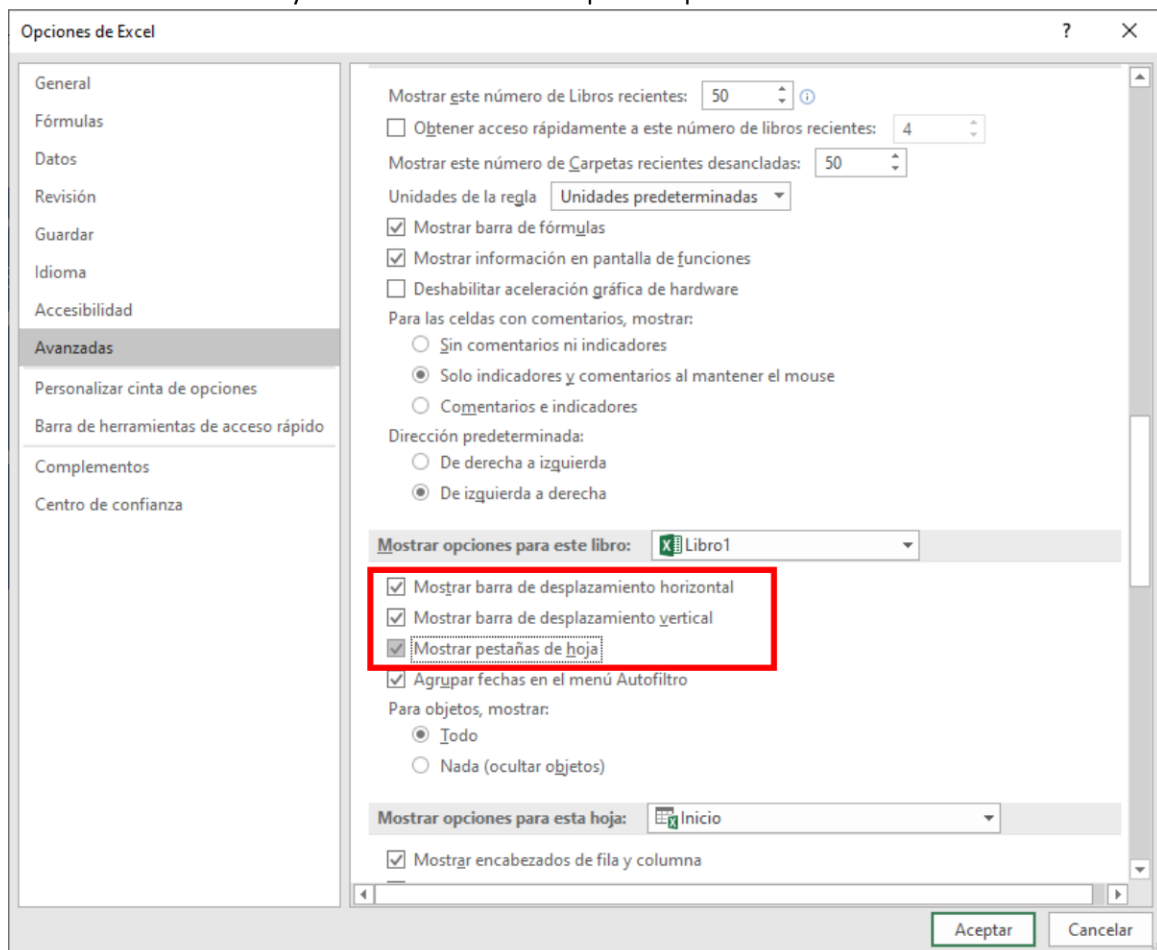 Opciones de Excel
?
General
Fórmulas
Datos
Revisión
Guardar
Idioma
Accesibilidad
Avanzadas
Personalizar cinta de opciones
Barra de herramientas de acceso rápido
Complementos
Centro de confianza
Mostrar este número de Libros recientes: 50
Obtener acceso rápidamente a este número de libros recientes: 4
Mostrar este número de Carpetas recientes desancladas: 50
Unidades de la regla Unidades predeterminadas
Mostrar barra de fórmulas
Mostrar información en pantalla de funciones
Deshabilitar aceleración gráfica de hardware
Para las celdas con comentarios, mostrar:
Sin comentarios ni indicadores
Solo indicadores y comentarios al mantener el mouse
Comentarios e indicadores
Dirección predeterminada:
De derecha a izquierda
De izquierda a derecha
Mostrar opciones para este libro: Libro1
Mostrar barra de desplazamiento horizontal
Mostrar barra de desplazamiento vertical
Mostrar pestañas de hoja
Agrupar fechas en el menú Autofiltro
Para objetos, mostrar:
Todo
Nada (ocultar objetos)
Mostrar opciones para esta hoja: Inicio
Mostrar encabezados de fila y columna
Aceptar
Cancelar